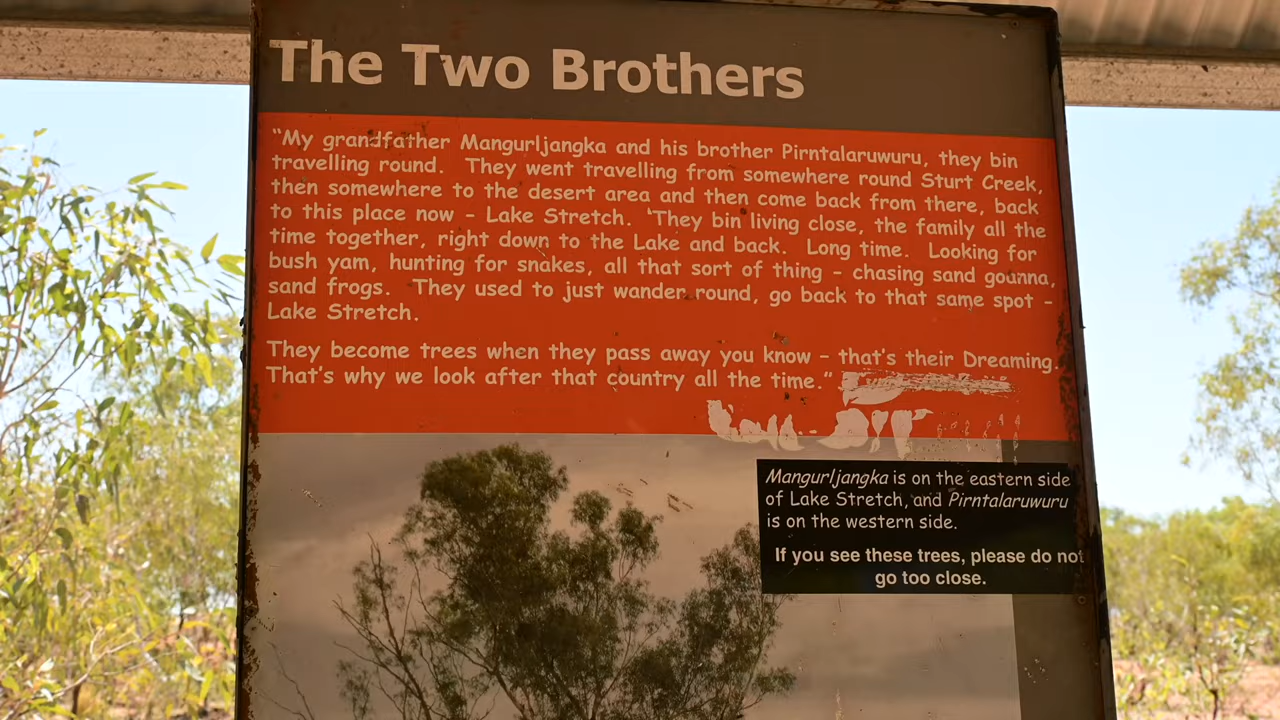 The Two Brothers
“My grandfather Mangurljangka and his brother Pirntalaruwuru, they bin
travelling round.  They went travelling from somewhere round Sturt Creek,
then somewhere to the desert area and then come back from there, back
to this place now – Lake Stretch.  ‘They bin living close, the family all the
time together, right down to the Lake and back.  Long time.  Looking for
bush yam, hunting for snakes, all that sort of thing – chasing sand goanna,
sand frogs.  They used to just wander round, go back to that same spot –
Lake Stretch.
They become trees when they pass away you know – that’s their Dreaming.
That’s why we look after that country all the time.”
Mangurljangka is on the eastern side
of Lake Stretch, and Pirntalaruwuru
is on the western side.
If you see these trees, please do not
go too close.